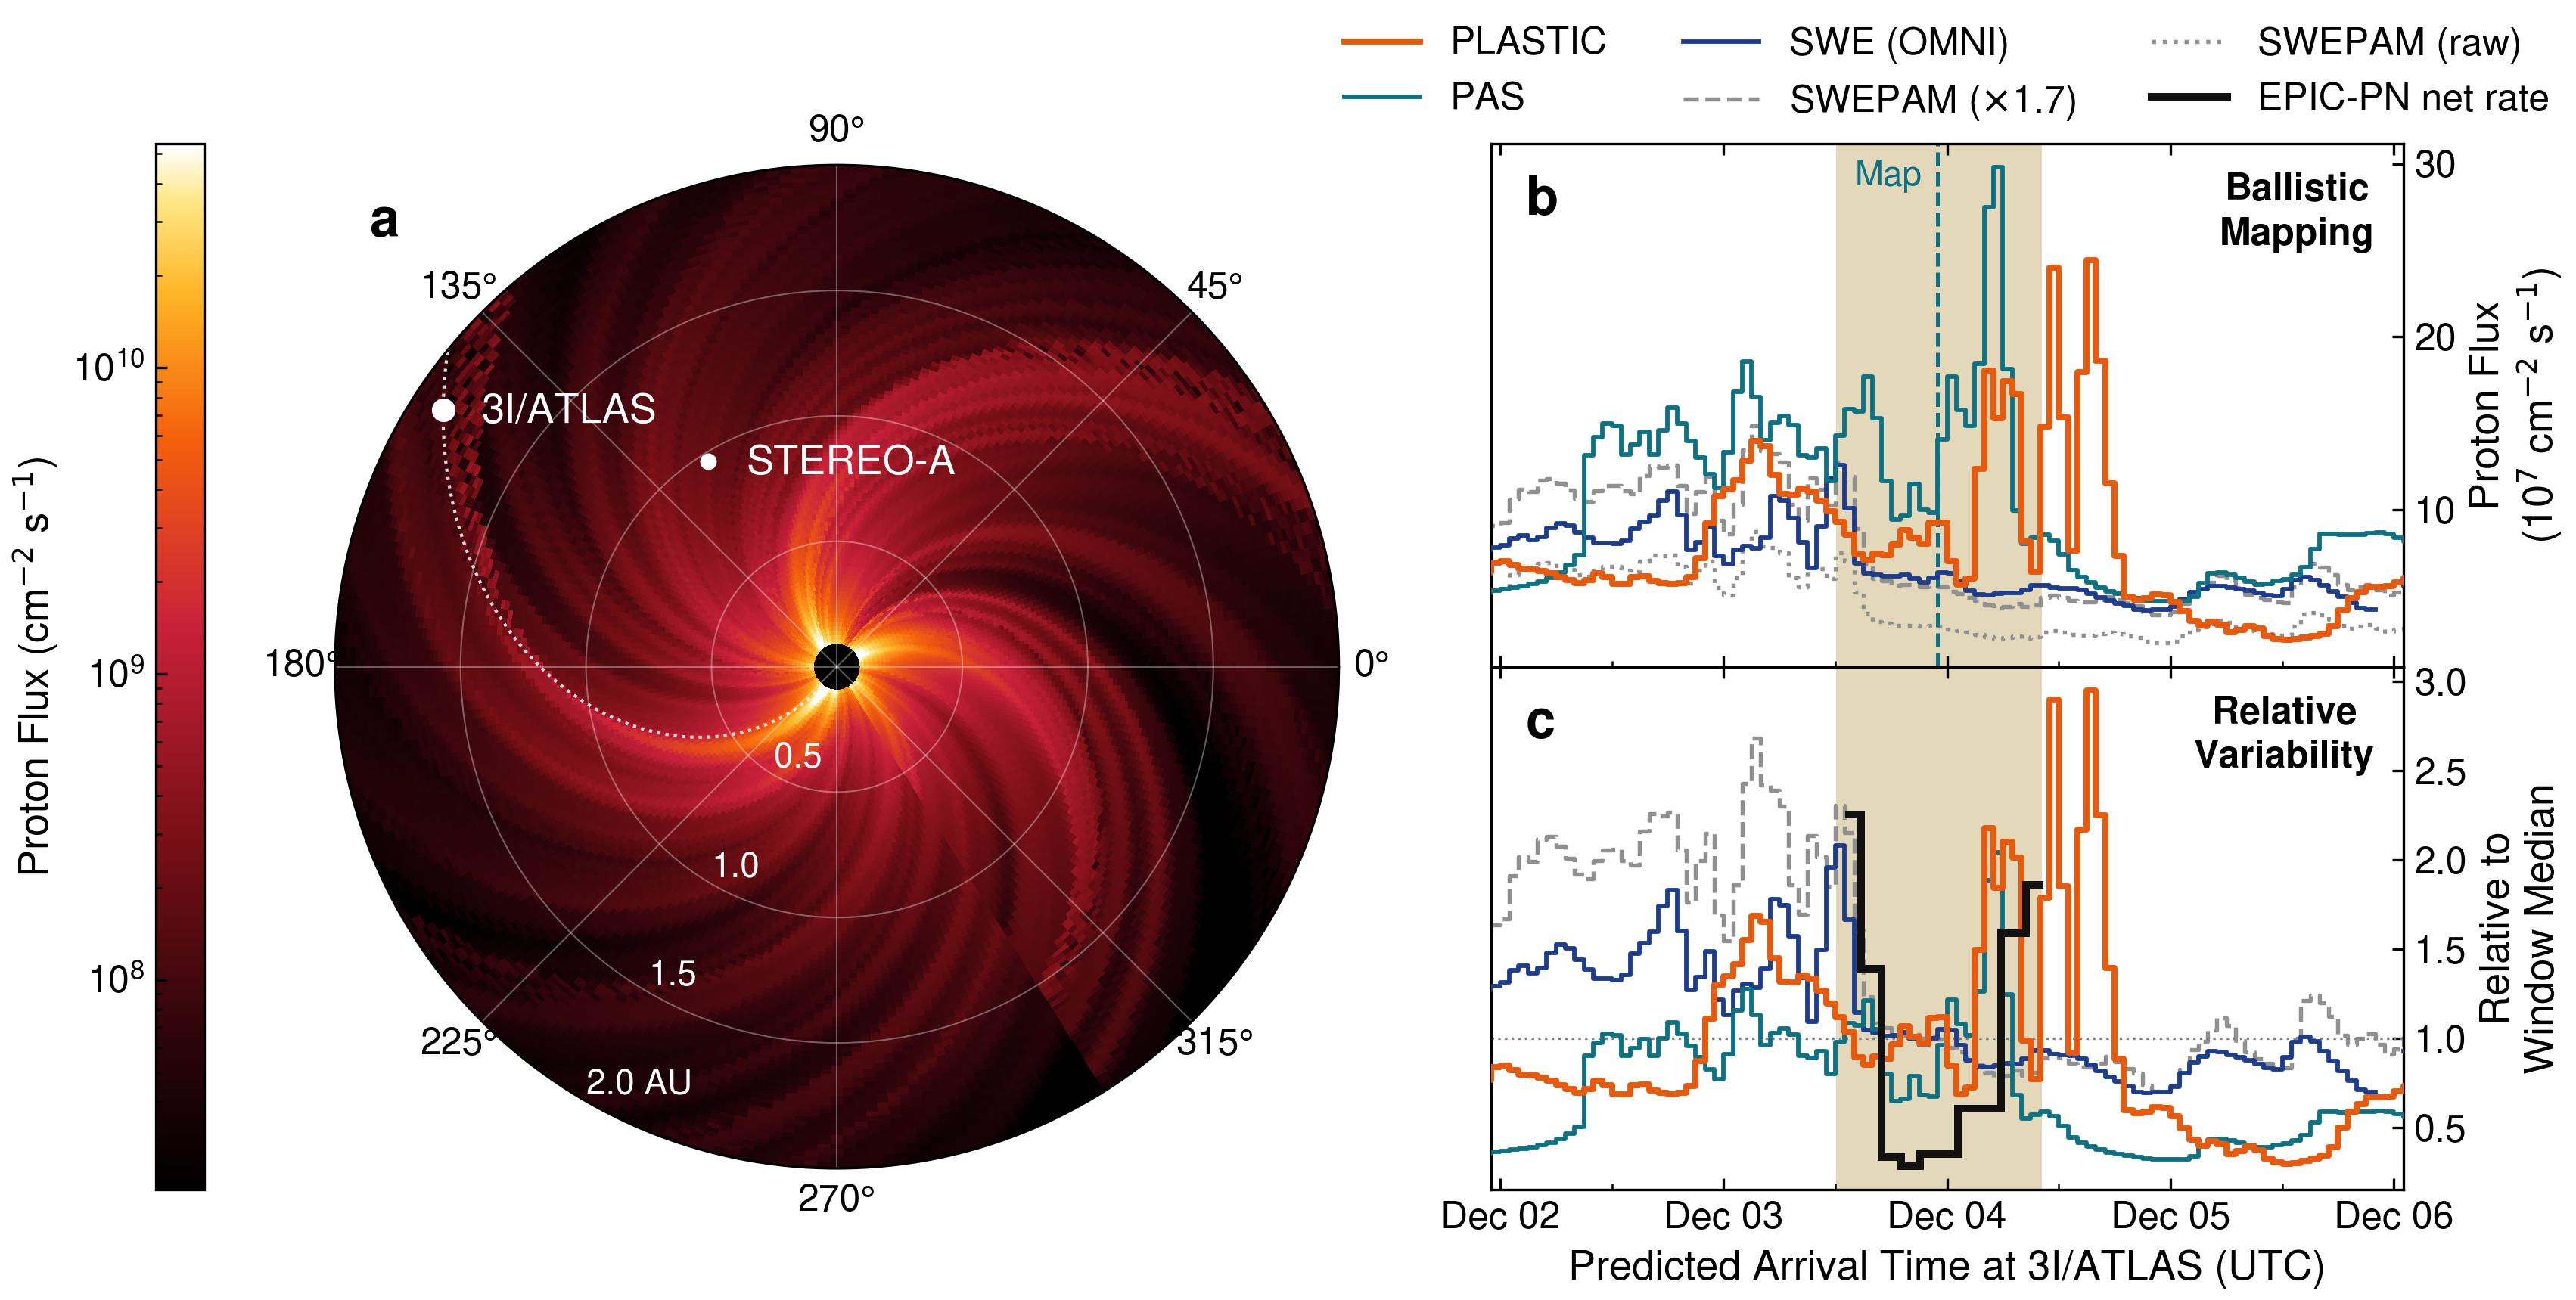 PLASTIC
SWE (OMNI)
SWEPAM (raw)
PAS
SWEPAM (×1.7)
EPIC-PN net rate
a
90°
45°
135°
180°
0°
225°
315°
270°
3I/ATLAS
STEREO-A
0.5
1.0
1.5
2.0 AU
10¹⁰
10⁹
10⁸
Proton Flux (cm⁻² s⁻¹)
b
Map
Ballistic
Mapping
30
20
10
Proton Flux
(10⁷ cm⁻² s⁻¹)
c
Relative
Variability
3.0
2.5
2.0
1.5
1.0
0.5
Relative to
Window Median
Dec 02
Dec 03
Dec 04
Dec 05
Dec 06
Predicted Arrival Time at 3I/ATLAS (UTC)